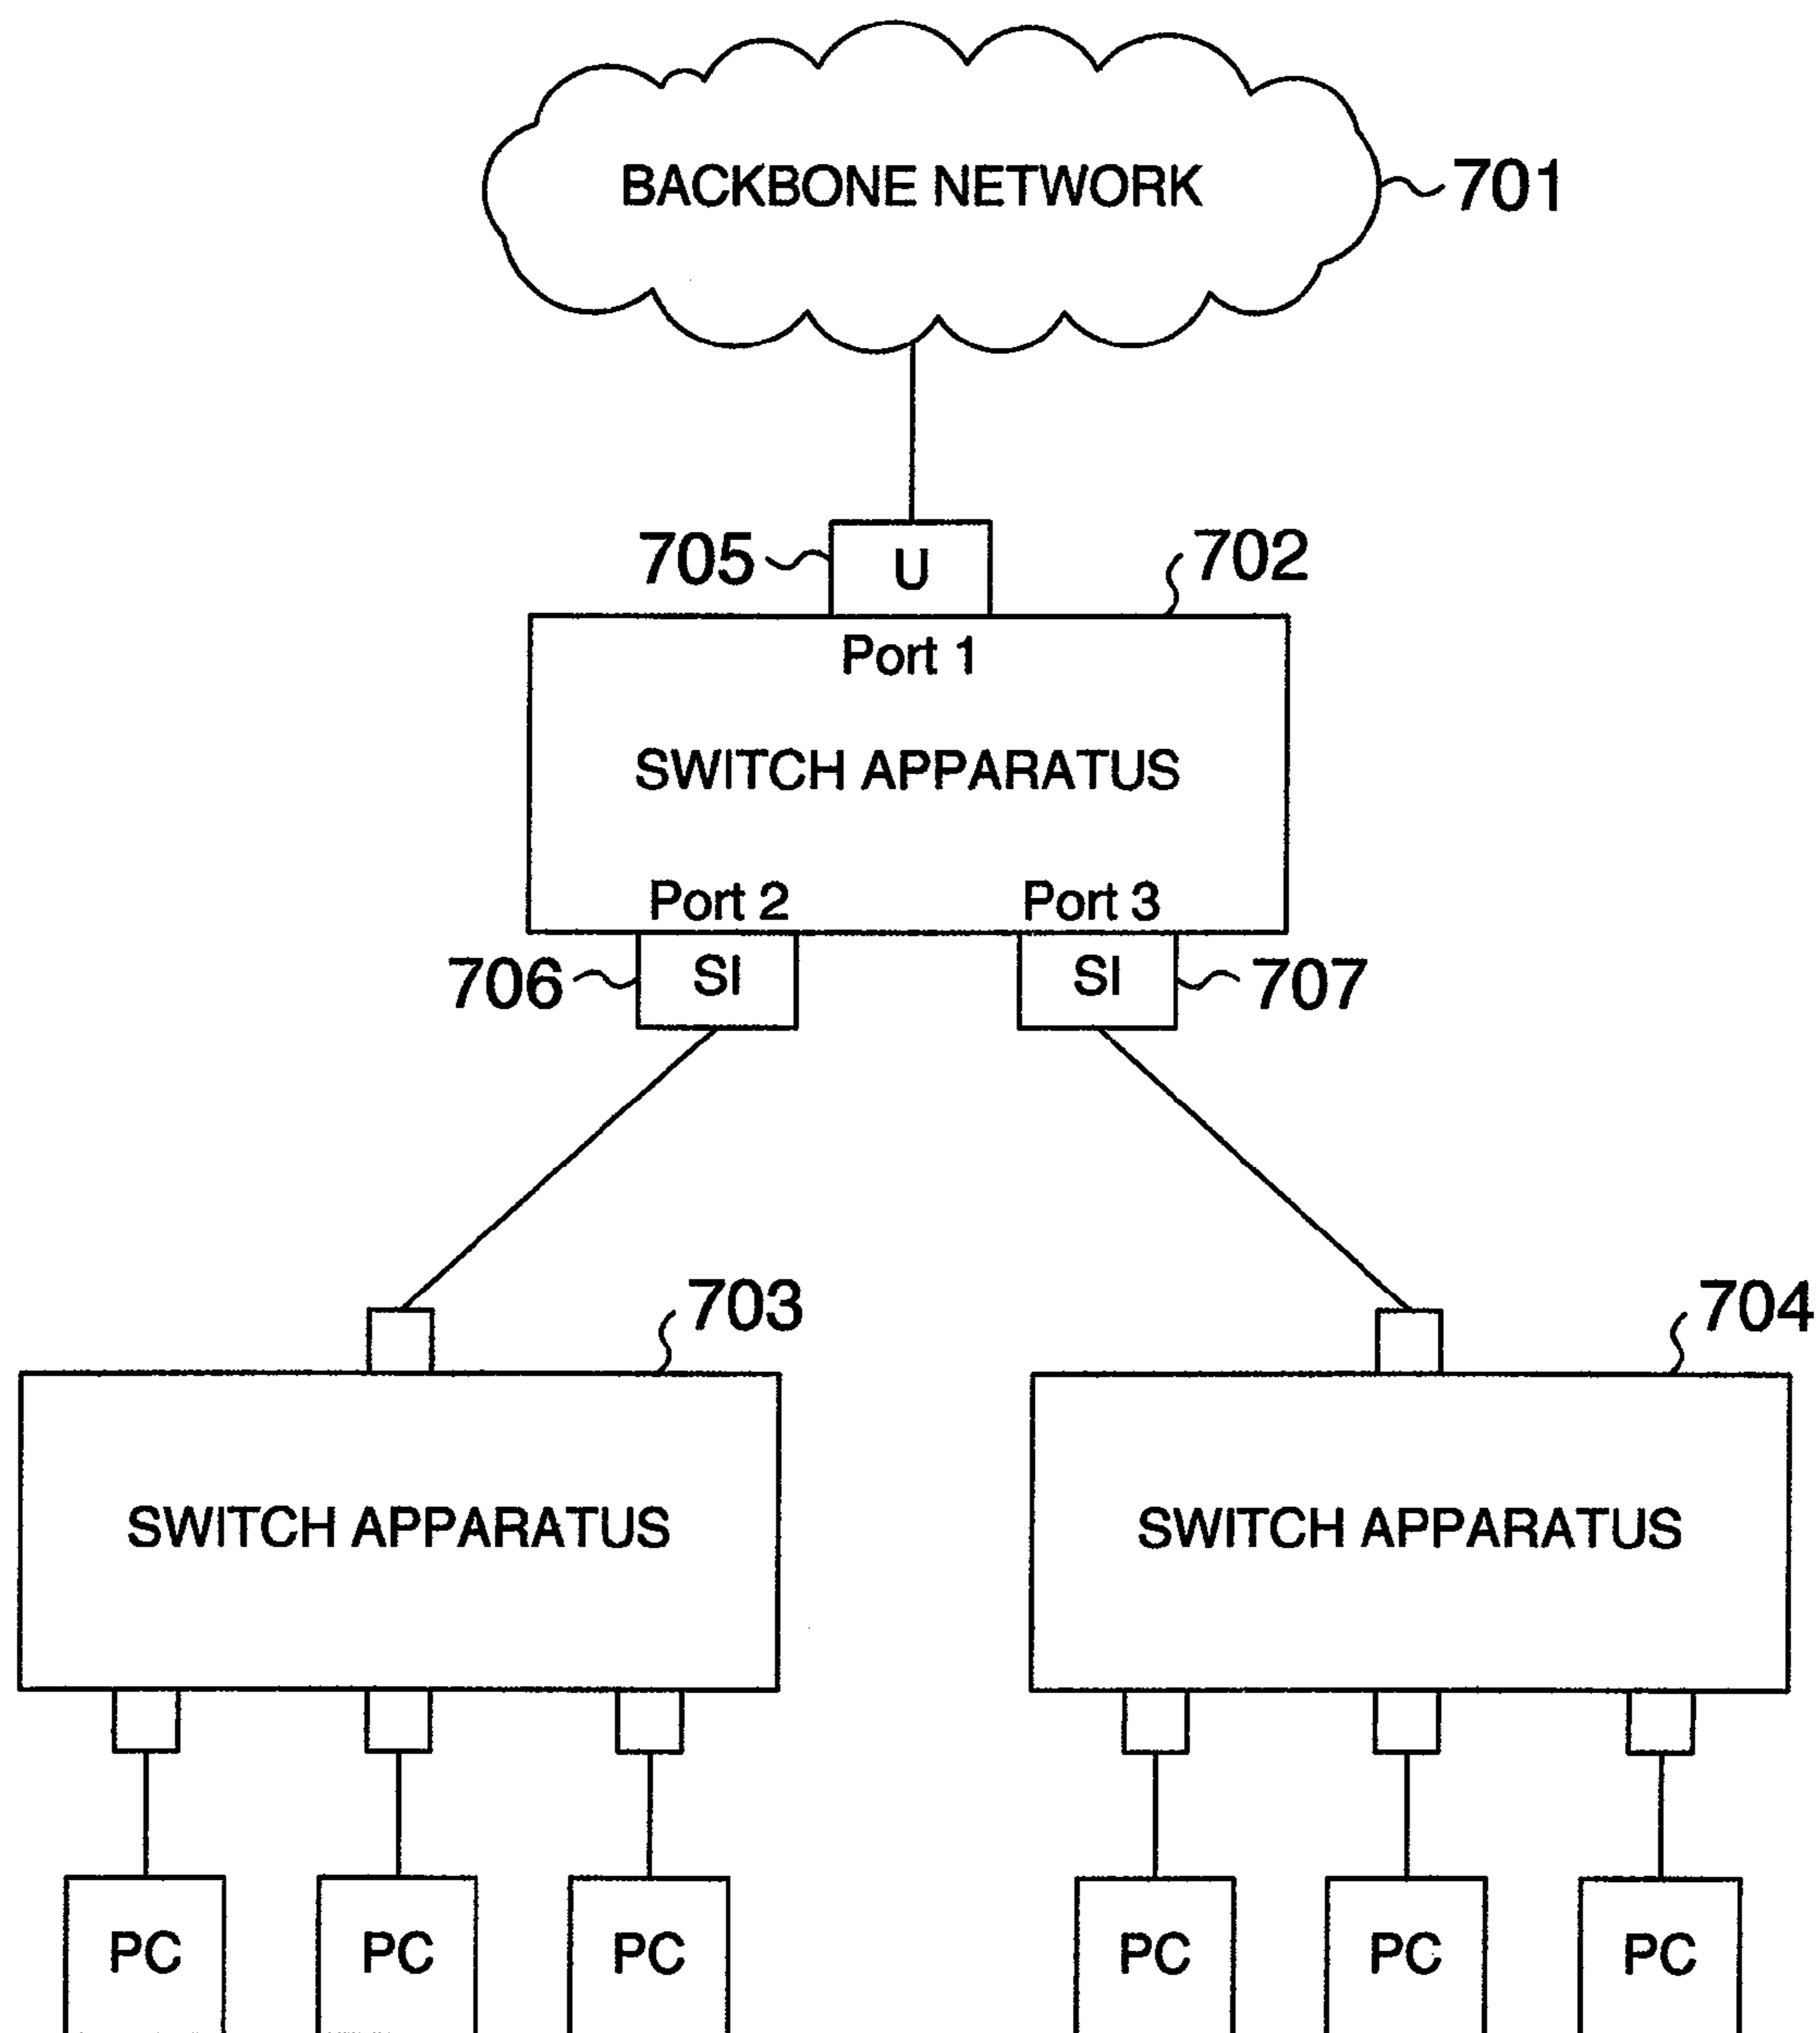 BACKBONE NETWORK
701
705
U
702
Port 1
SWITCH APPARATUS
Port 2
Port 3
706
SI
SI
707
703
704
SWITCH APPARATUS
SWITCH APPARATUS
PC
PC
PC
PC
PC
PC